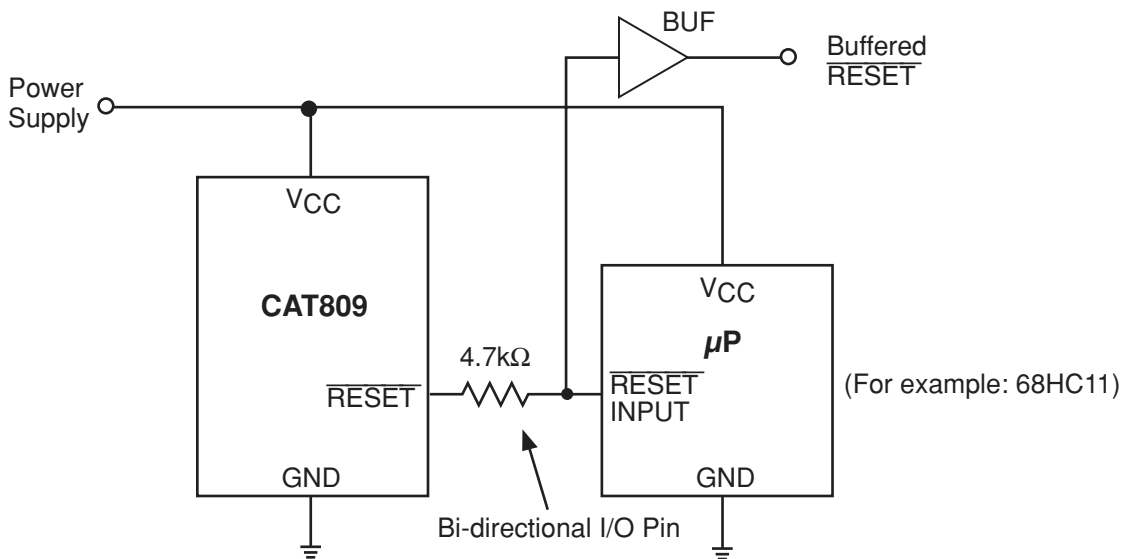 BUF
Buffered
RESET
Power
Supply
VCC
CAT809
RESET
GND
4.7kΩ
Bi-directional I/O Pin
VCC
µP
RESET
INPUT
GND
(For example: 68HC11)